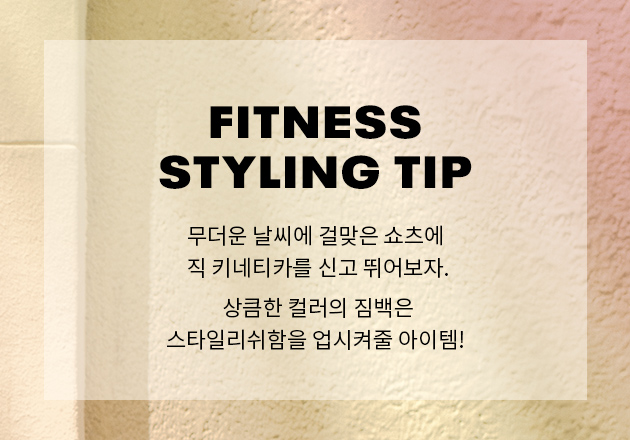 FITNESS
STYLING TIP
무더운 날씨에 걸맞은 쇼츠에
직 키네티카를 신고 뛰어보자.
상큼한 컬러의 짐백은
스타일리쉬함을 업시켜줄 아이템!